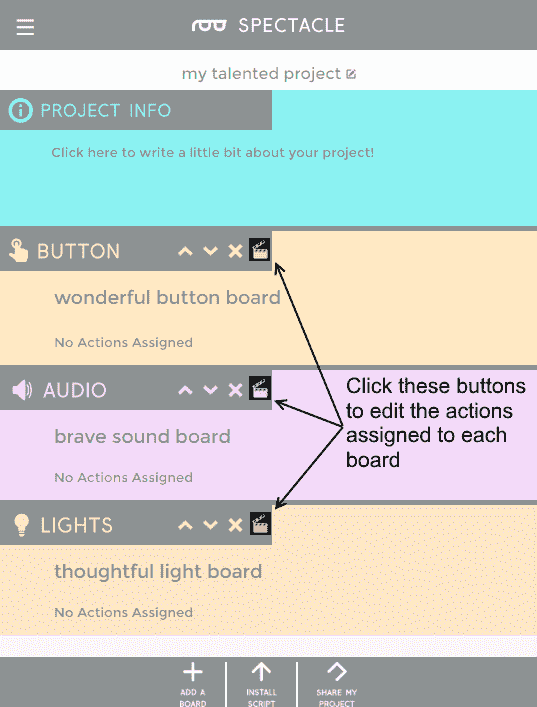 SPECTACLE
my talented project
PROJECT INFO
Click here to write a little bit about your project!
BUTTON
wonderful button board
No Actions Assigned
AUDIO
brave sound board
No Actions Assigned
Click these buttons
to edit the actions
assigned to each
board
LIGHTS
thoughtful light board
No Actions Assigned
ADD A
BOARD
INSTALL
SCRIPT
SHARE MY
PROJECT